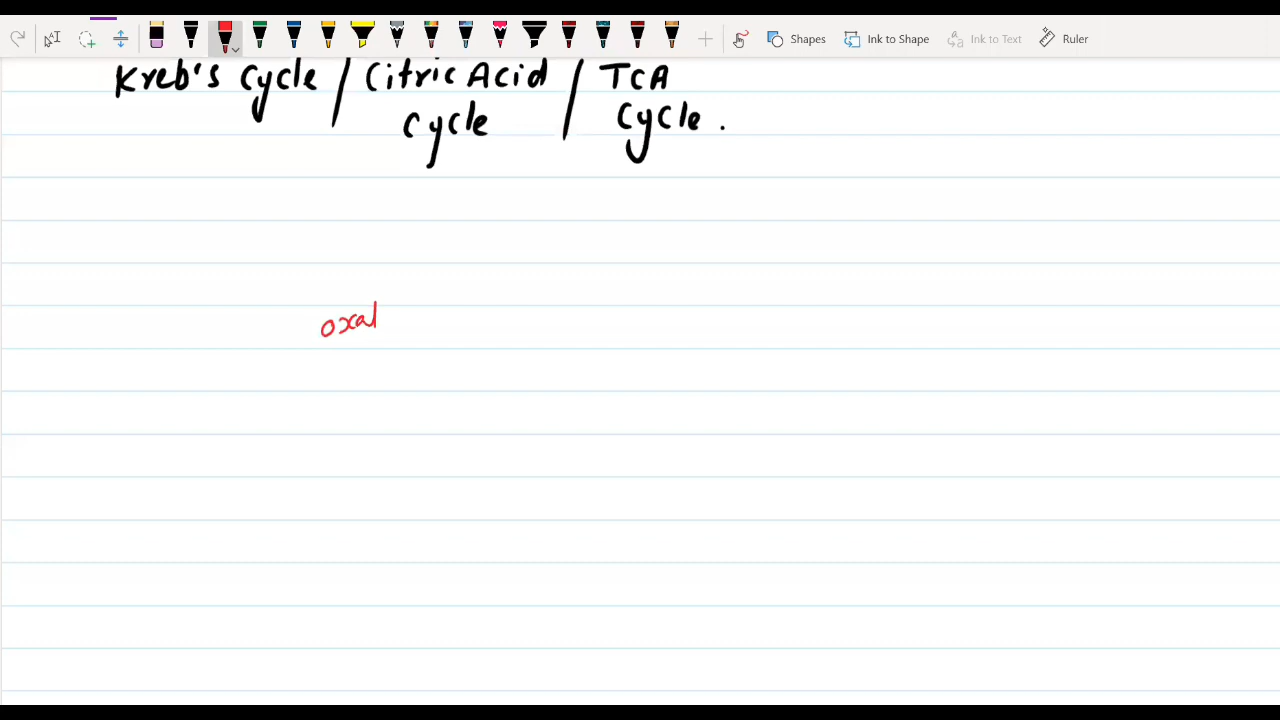 Shapes Ink to Shape Ink to Text Ruler
Kreb's Cycle / Citric Acid / TCA
Cycle Cycle.
oxal